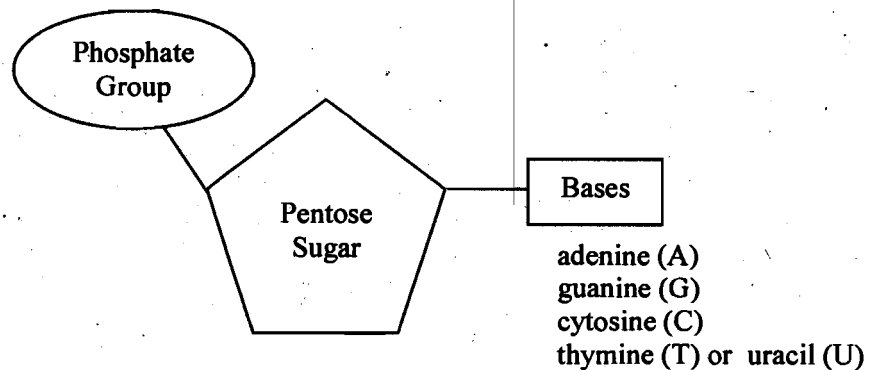 Phosphate
Group
Pentose
Sugar
Bases
adenine (A)
guanine (G)
cytosine (C)
thymine (T) or uracil (U)